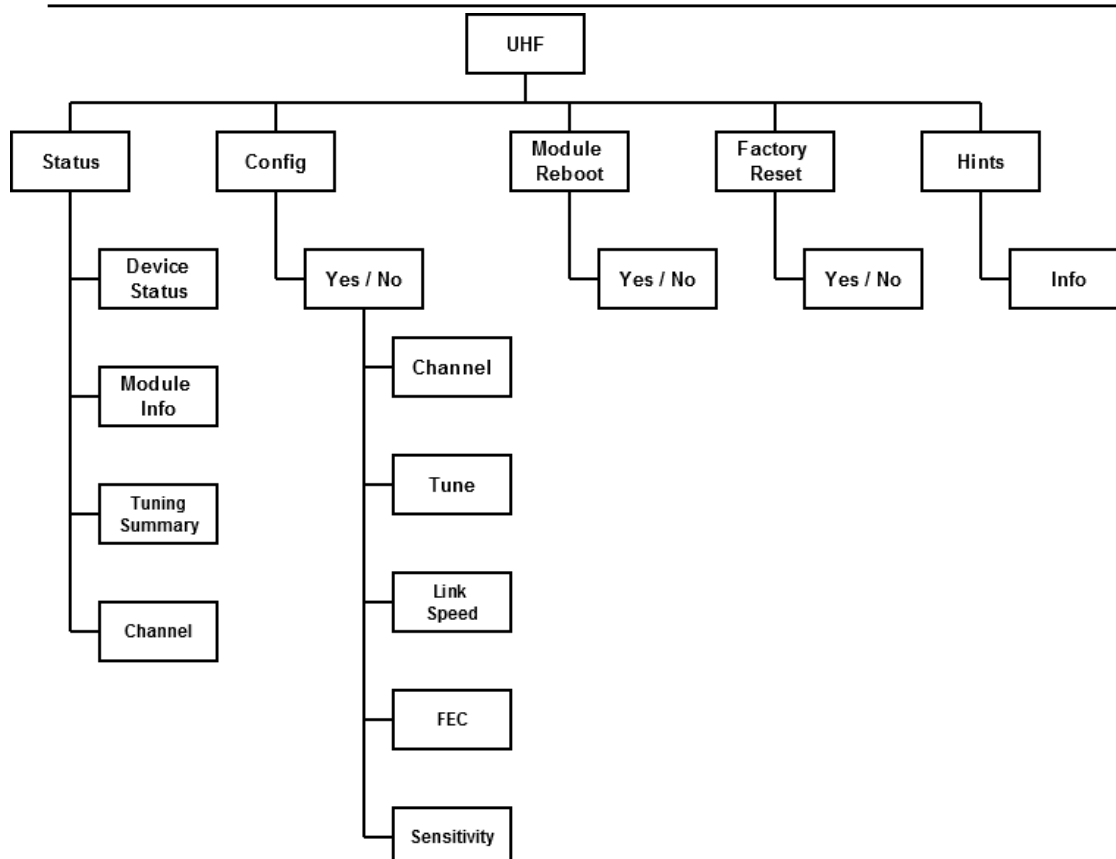 UHF
Status
Config
Module
Reboot
Factory
Reset
Hints
Device
Status
Yes / No
Yes / No
Yes / No
Info
Channel
Module
Info
Tune
Tuning
Summary
Link
Speed
Channel
FEC
Sensitivity